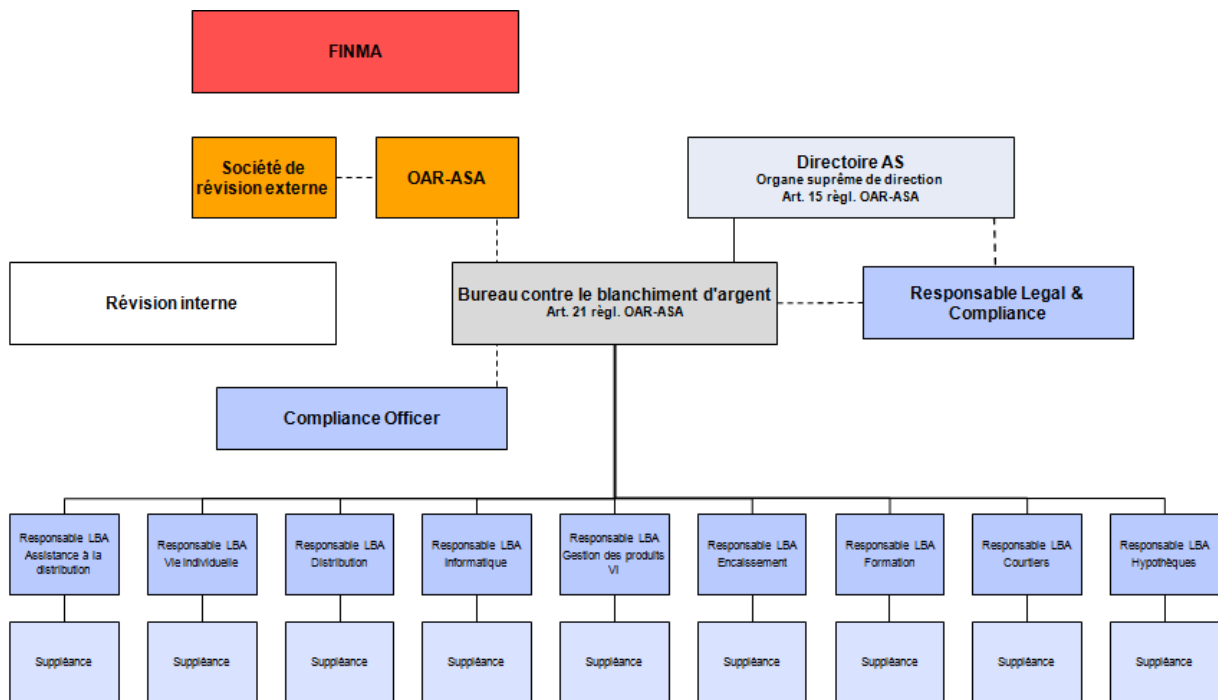 FINMA
Société de
révision externe
OAR-ASA
Directoire AS
Organe suprême de direction
Art. 15 règl. OAR-ASA
Révision interne
Bureau contre le blanchiment d'argent
Art. 21 règl. OAR-ASA
Responsable Legal &
Compliance
Compliance Officer
Responsable LBA
Assistance à la
distribution
Responsable LBA
Vie Individuelle
Responsable LBA
Distribution
Responsable LBA
Informatique
Responsable LBA
Gestion des produits
VI
Responsable LBA
Encaissement
Responsable LBA
Formation
Responsable LBA
Courtiers
Responsable LBA
Hypothèques
Suppléance
Suppléance
Suppléance
Suppléance
Suppléance
Suppléance
Suppléance
Suppléance
Suppléance